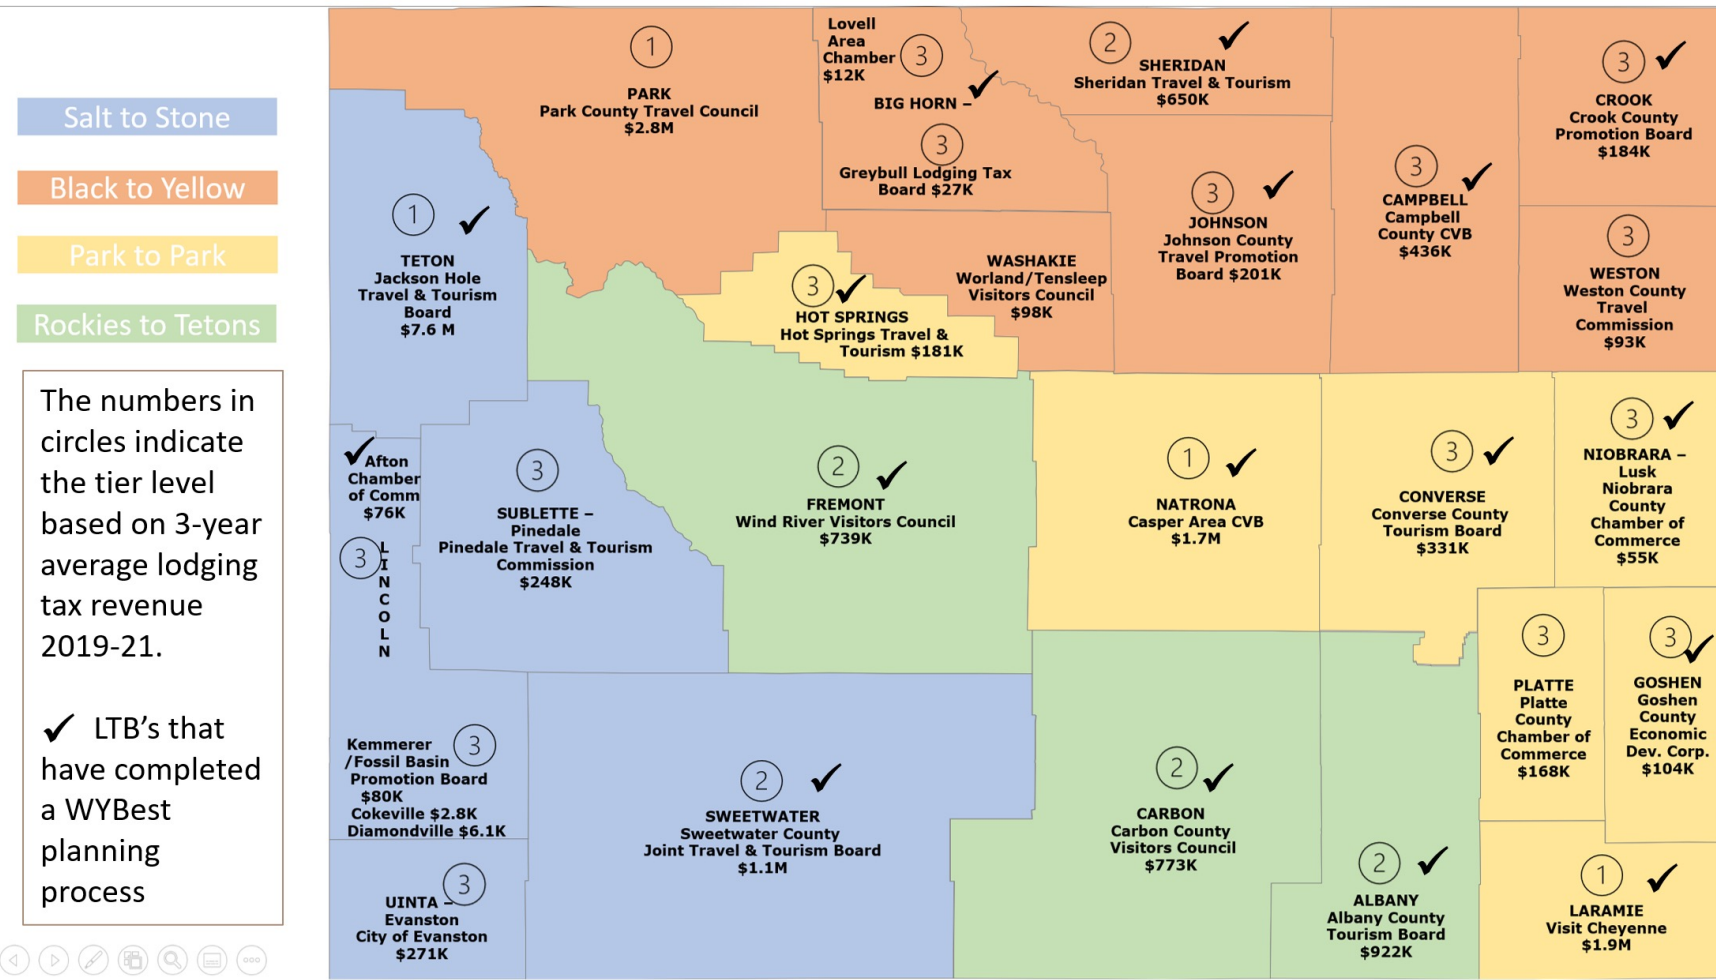 Salt to Stone
Black to Yellow
Park to Park
Rockies to Tetons
The numbers in
circles indicate
the tier level
based on 3-year
average lodging
tax revenue
2019-21.
✓ LTB's that
have completed
a WYBest
planning
process
1
PARK
Park County Travel Council
$2.8M
Lovell
Area
Chamber
$12K
3
BIG HORN –
3
Greybull Lodging Tax
Board $27K
2
SHERIDAN
Sheridan Travel & Tourism
$650K
3
CROOK
Crook County
Promotion Board
$184K
1
TETON
Jackson Hole
Travel & Tourism
Board
$7.6 M
3
HOT SPRINGS
Hot Springs Travel &
Tourism $181K
WASHAKIE
Worland/Tensleep
Visitors Council
$98K
3
JOHNSON
Johnson County
Travel Promotion
Board $201K
3
CAMPBELL
Campbell
County CVB
$436K
3
WESTON
Weston County
Travel
Commission
$93K
Afton
Chamber
of Comm
$76K
3
LINCOLN
3
SUBLETTE –
Pinedale
Pinedale Travel & Tourism
Commission
$248K
2
FREMONT
Wind River Visitors Council
$739K
1
NATRONA
Casper Area CVB
$1.7M
3
CONVERSE
Converse County
Tourism Board
$331K
3
NIOBRARA –
Lusk
Niobrara
County
Chamber of
Commerce
$55K
3
PLATTE
Platte
County
Chamber of
Commerce
$168K
3
GOSHEN
Goshen
County
Economic
Dev. Corp.
$104K
Kemmerer
/Fossil Basin
Promotion Board
$80K
Cokeville $2.8K
Diamondville $6.1K
3
3
UINTA –
Evanston
City of Evanston
$271K
2
SWEETWATER
Sweetwater County
Joint Travel & Tourism Board
$1.1M
2
CARBON
Carbon County
Visitors Council
$773K
2
ALBANY
Albany County
Tourism Board
$922K
1
LARAMIE
Visit Cheyenne
$1.9M